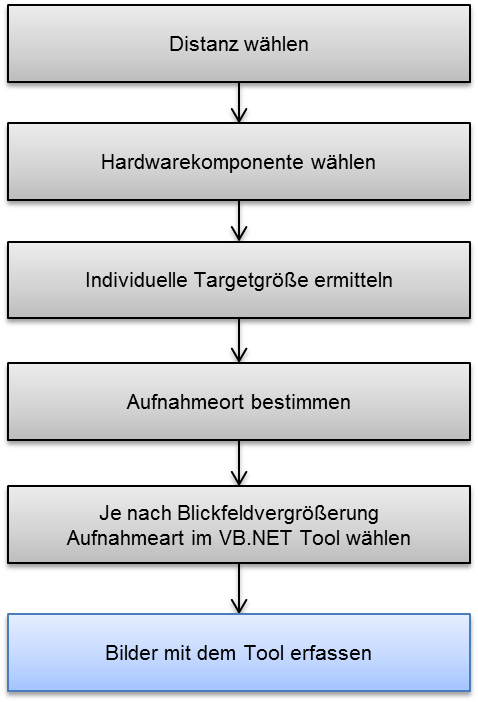 Distanz wählen
Hardwarekomponente wählen
Individuelle Targetgröße ermitteln
Aufnahmeort bestimmen
Je nach Blickfeldvergrößerung
Aufnahmeart im VB.NET Tool wählen
Bilder mit dem Tool erfassen